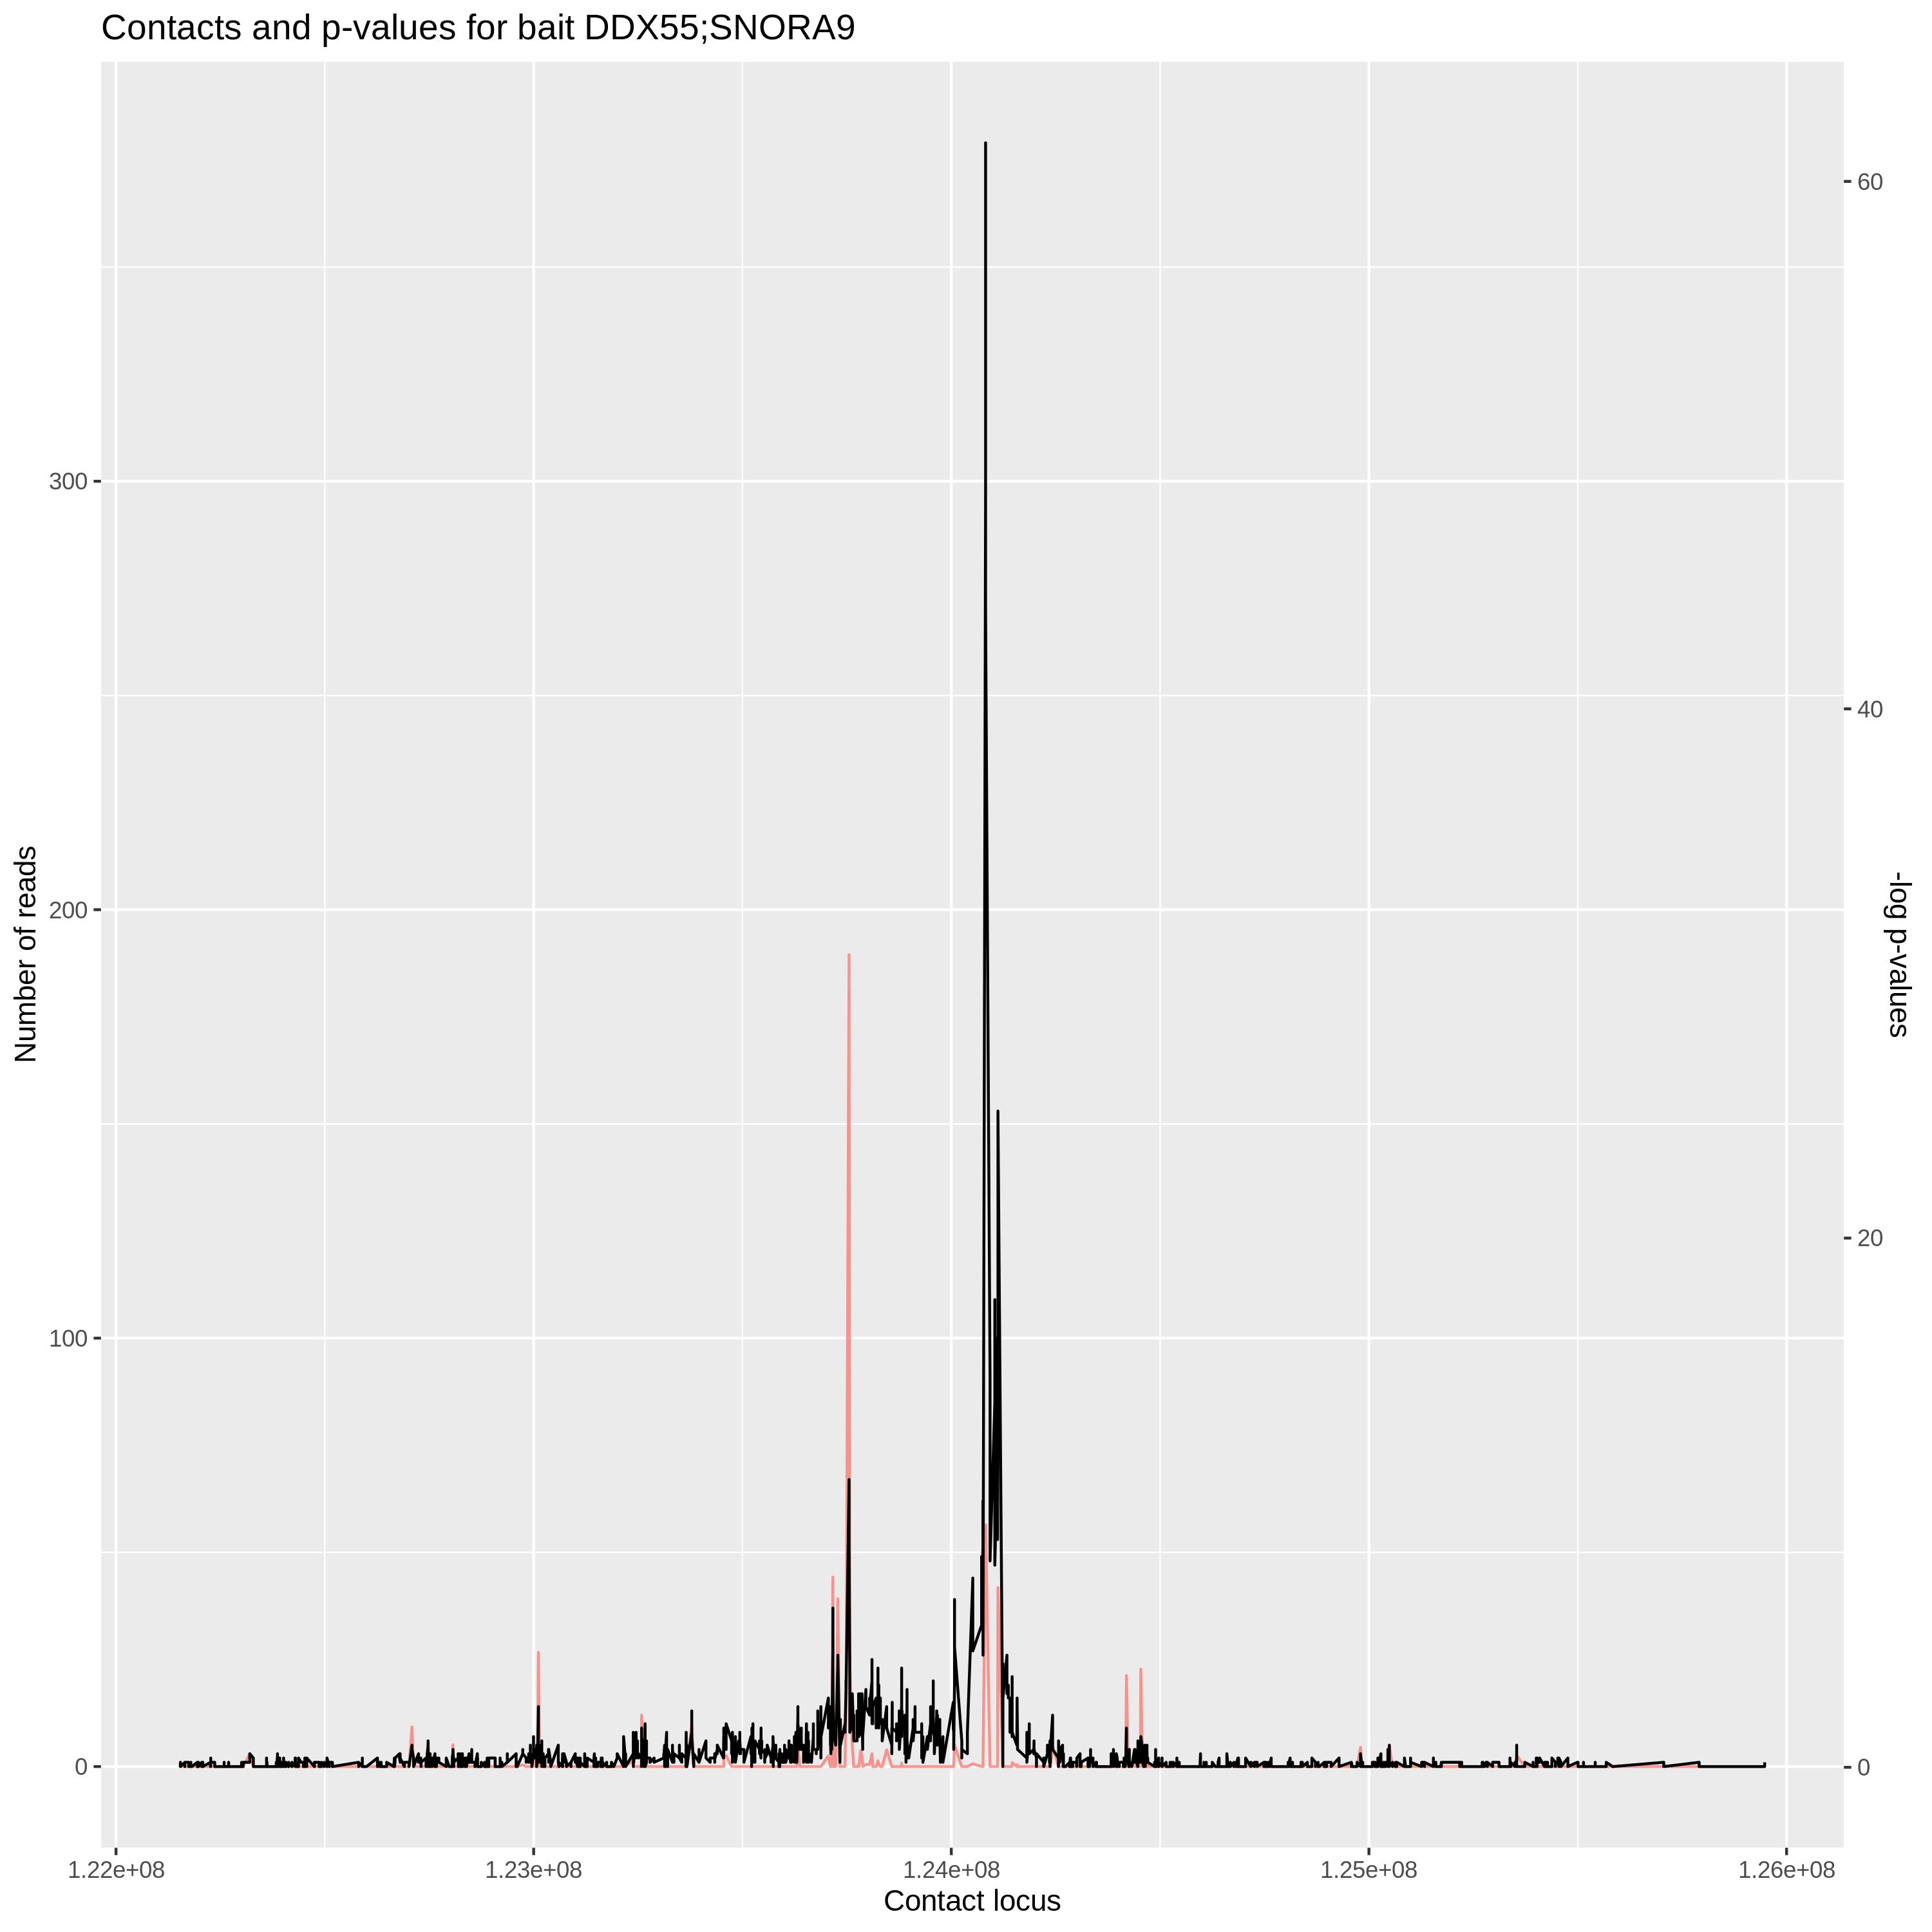 Contacts and p-values for bait DDX55;SNORA9
Number of reads
300
200
100
0
60
40
20
0
-log p-values
1.22e+08
1.23e+08
1.24e+08
1.25e+08
1.26e+08
Contact locus